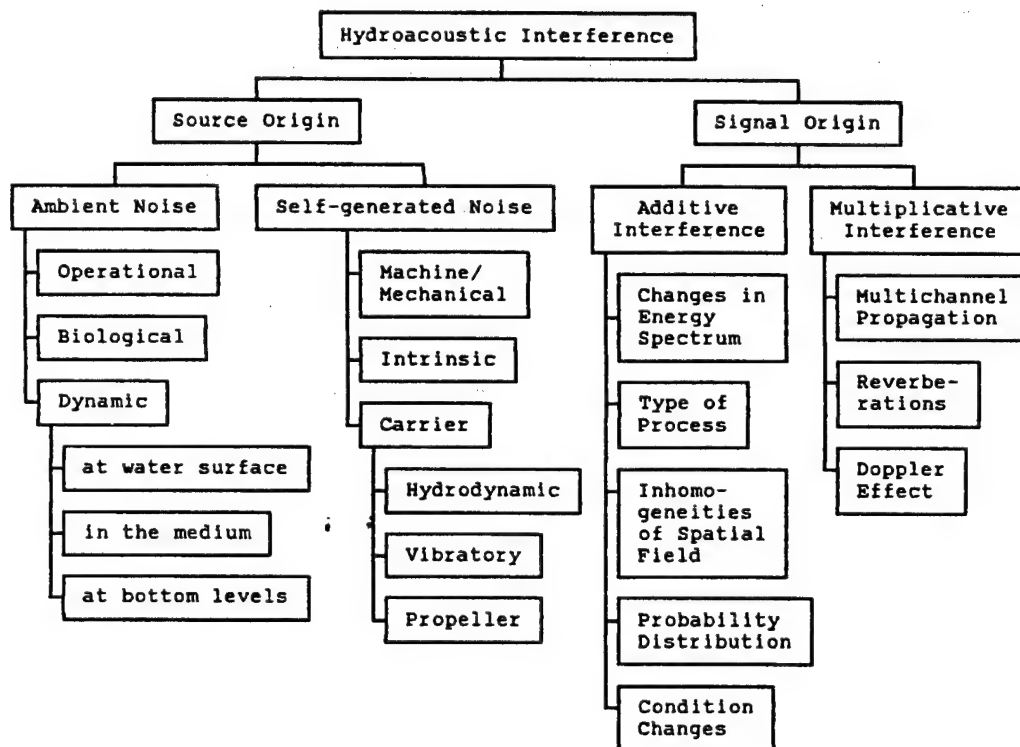 Hydroacoustic Interference
Source Origin
Signal Origin
Ambient Noise
Self-generated Noise
Additive
Interference
Multiplicative
Interference
Operational
Biological
Dynamic
at water surface
in the medium
at bottom levels
Machine/
Mechanical
Intrinsic
Carrier
Hydrodynamic
Vibratory
Propeller
Changes in
Energy
Spectrum
Type of
Process
Inhomo-
geneities
of Spatial
Field
Probability
Distribution
Condition
Changes
Multichannel
Propagation
Reverbe-
rations
Doppler
Effect